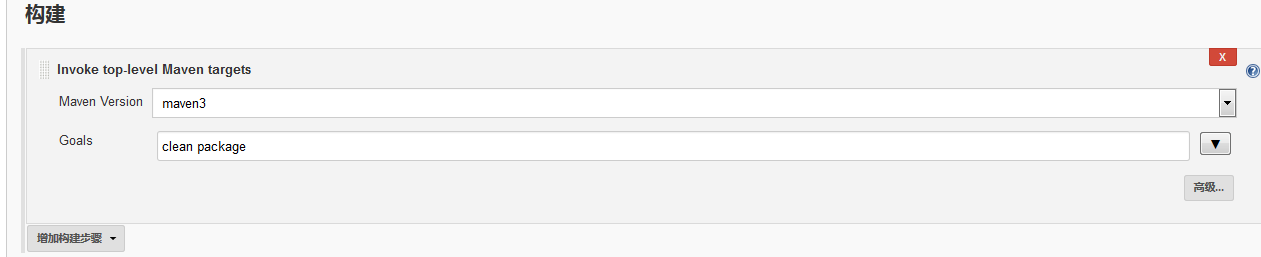 构建
Invoke top-level Maven targets
X
Maven Version
maven3
Goals
clean package
高级...
增加构建步骤